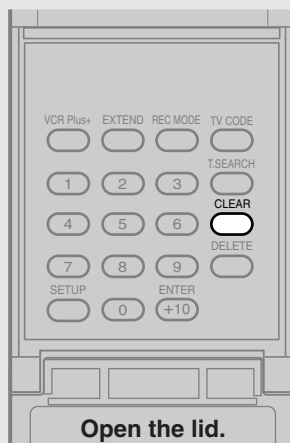 VCR Plus+ EXTEND REC MODE TV CODE
T.SEARCH
1 2 3
CLEAR
4 5 6
DELETE
7 8 9
SETUP ENTER
0 +10
Open the lid.